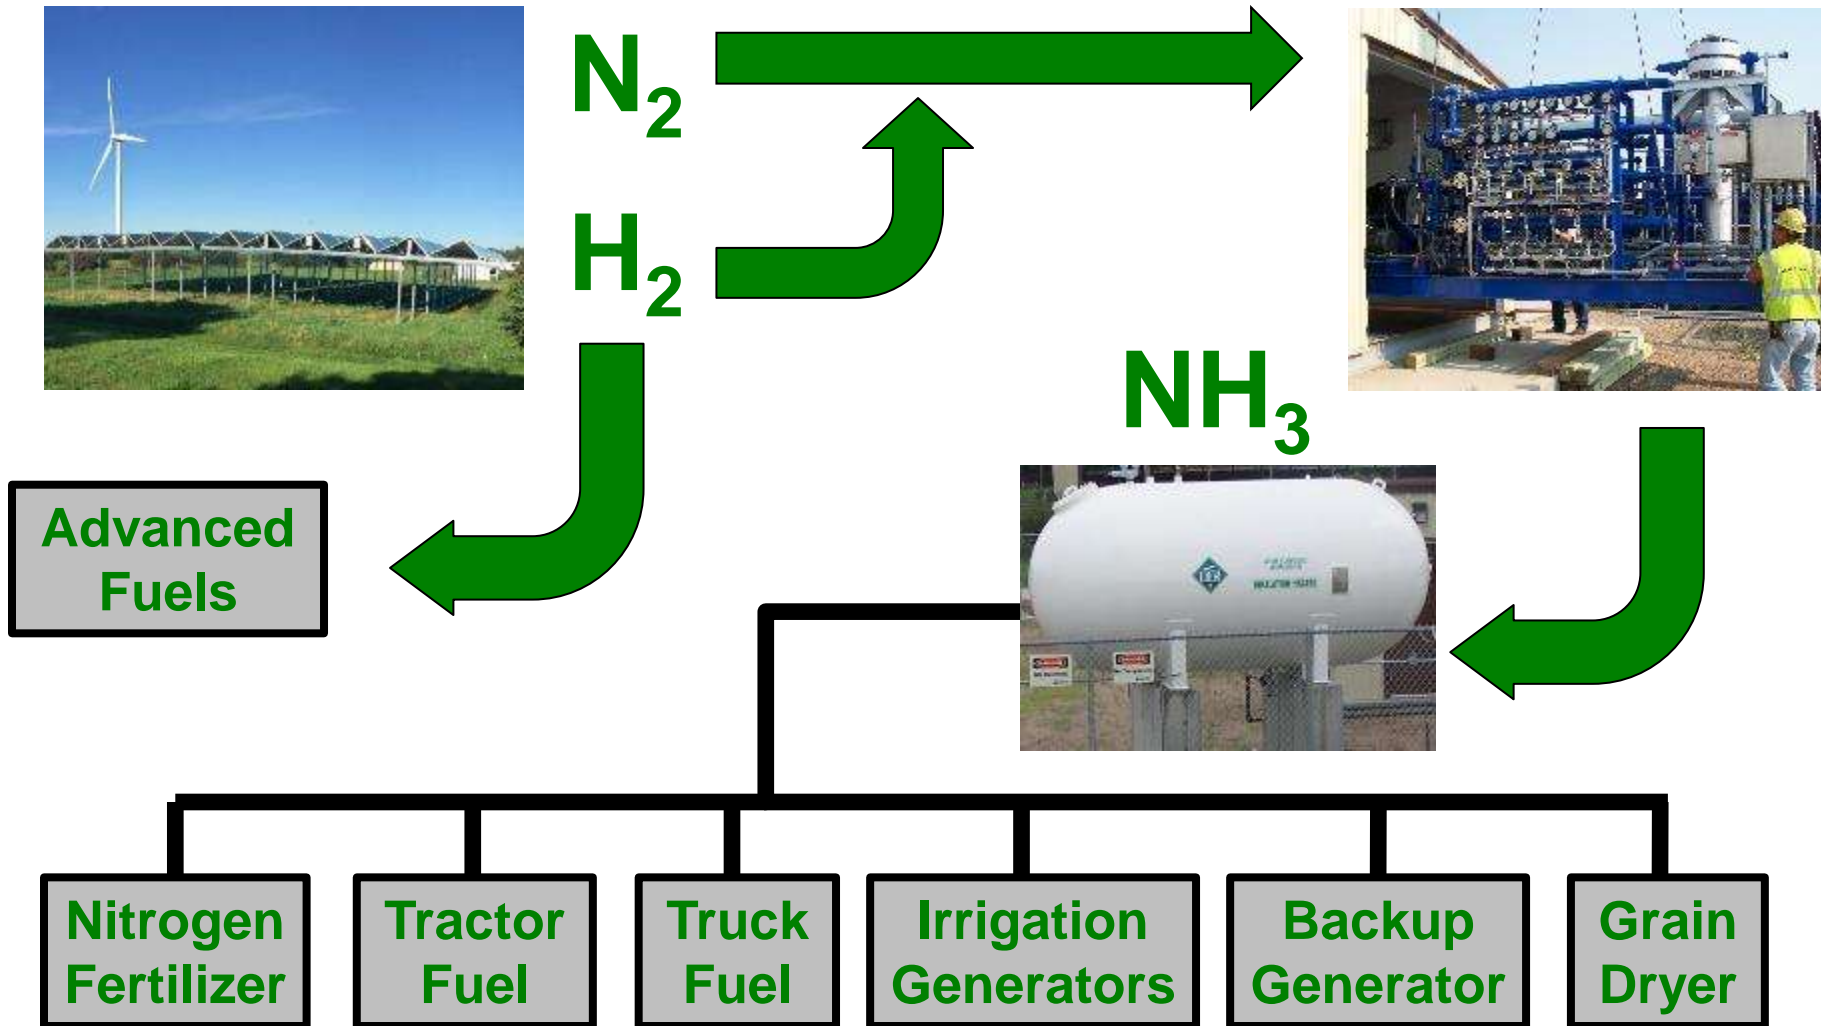 N₂
H₂
NH₃
Advanced
Fuels
Nitrogen
Fertilizer
Tractor
Fuel
Truck
Fuel
Irrigation
Generators
Backup
Generator
Grain
Dryer